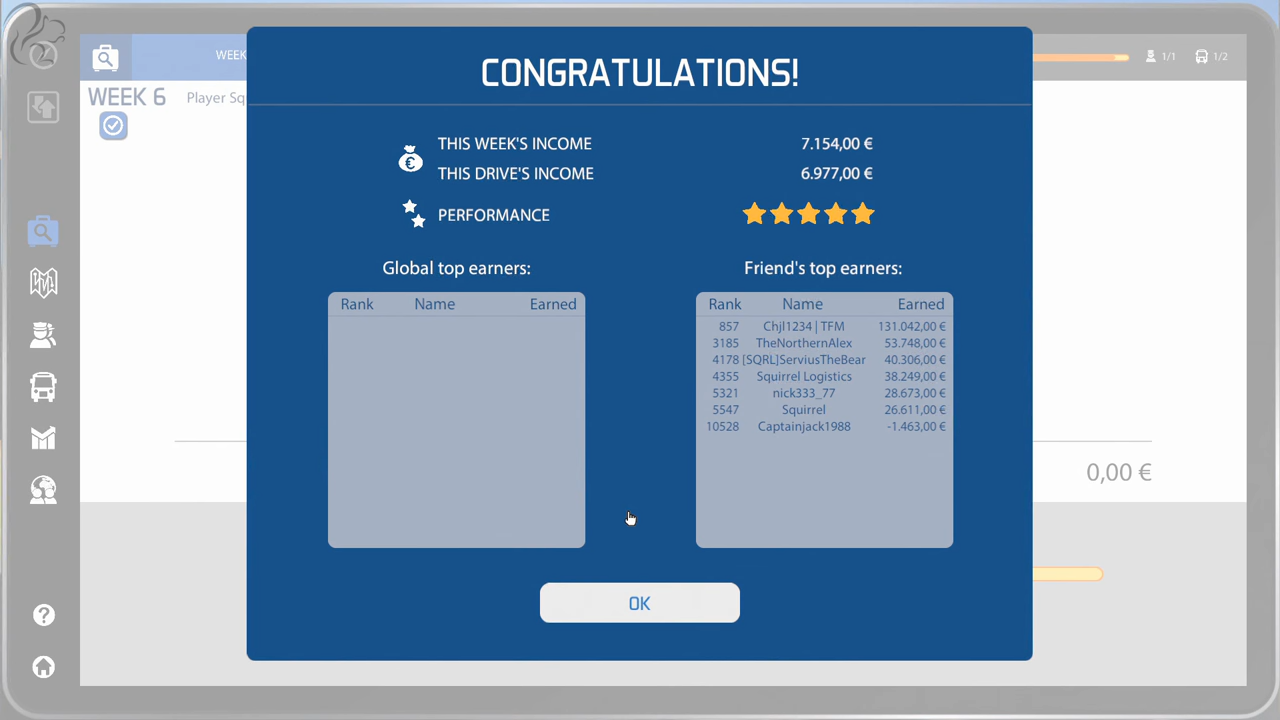 WEEK
1/1
1/2
WEEK 6
Player Sq
CONGRATULATIONS!
THIS WEEK'S INCOME 7.154,00 €
THIS DRIVE'S INCOME 6.977,00 €
PERFORMANCE
Global top earners:
Rank Name Earned
Friend's top earners:
Rank Name Earned
857 Chjl1234 | TFM 131.042,00 €
3185 TheNorthernAlex 53.748,00 €
4178 [SQRL]ServiusTheBear 40.306,00 €
4355 Squirrel Logistics 38.249,00 €
5321 nick333_77 28.673,00 €
5547 Squirrel 26.611,00 €
10528 Captainjack1988 -1.463,00 €
0,00 €
OK